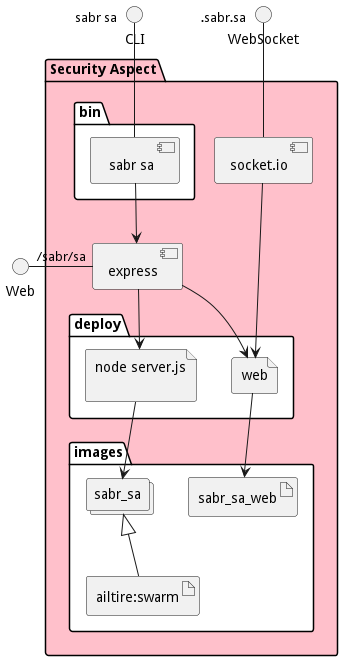 sabr sa
.sabr.sa
CLI
WebSocket
Security Aspect
bin
sabr sa
socket.io
/sabr/sa
express
Web
deploy
node server.js
web
images
sabr_sa
sabr_sa_web
ailtire:swarm